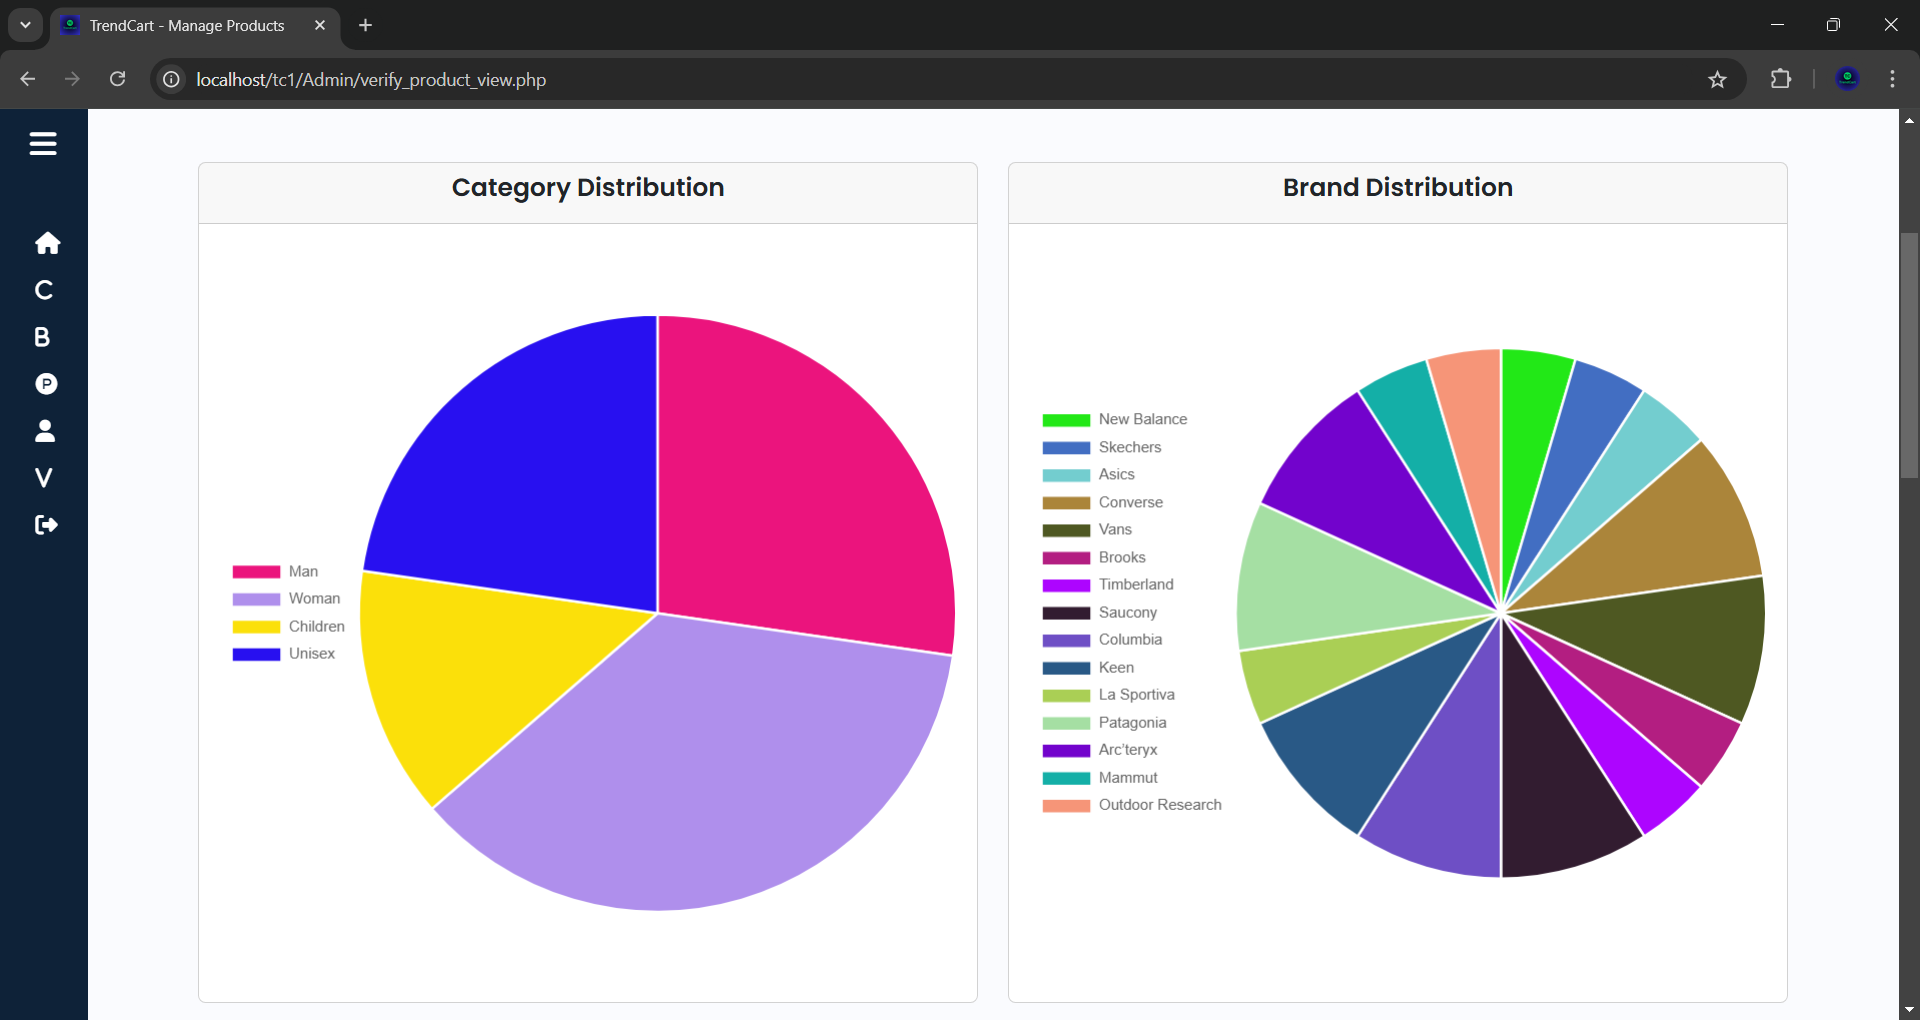 TrendCart - Manage Products
localhost/tc1/Admin/verify_product_view.php
C
B
P
V
Category Distribution
Man
Woman
Children
Unisex
Brand Distribution
New Balance
Skechers
Asics
Converse
Vans
Brooks
Timberland
Saucony
Columbia
Keen
La Sportiva
Patagonia
Arc'teryx
Mammut
Outdoor Research